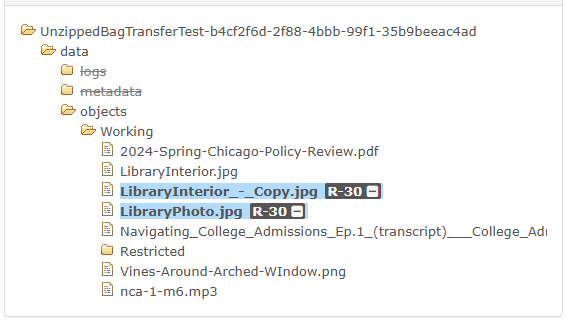 UnzippedBagTransferTest-b4cf2f6d-2f88-4bbb-99f1-35b9beeac4ad
data
logs
metadata
objects
Working
2024-Spring-Chicago-Policy-Review.pdf
LibraryInterior.jpg
LibraryInterior_-_Copy.jpg R-30
LibraryPhoto.jpg R-30
Navigating_College_Admissions_Ep.1_(transcript)___College_Adm
Restricted
Vines-Around-Arched-WIndow.png
nca-1-m6.mp3